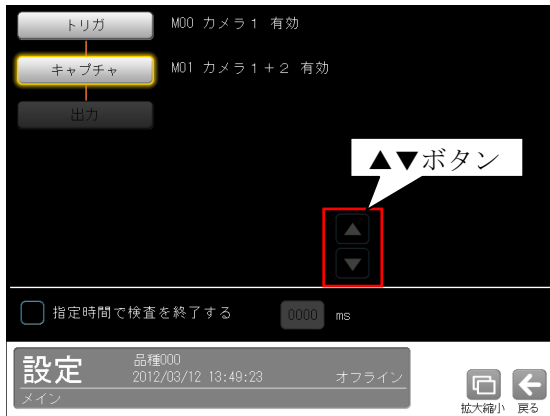 トリガ M00 カメラ1 有効
キャプチャ M01 カメラ1+2 有効
出力
▲▼ボタン
▲
▼
指定時間で検査を終了する 0000 ms
設定 品種000
2012/03/12 13:49:23 オフライン
メイン
拡大縮小 戻る